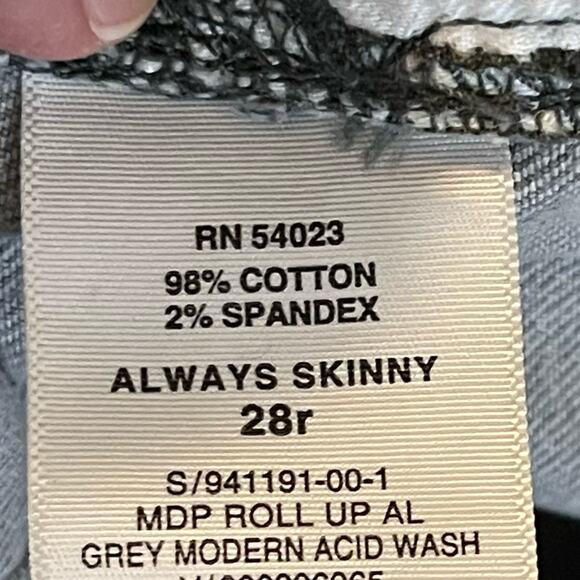 RN 54023
98% COTTON
2% SPANDEX
ALWAYS SKINNY
28r
S/941191-00-1
MDP ROLL UP AL
GREY MODERN ACID WASH